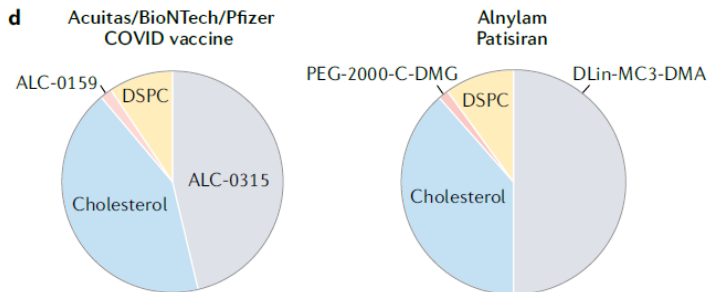 d
Acuitas/BioNTech/Pfizer
COVID vaccine
ALC-0159
DSPC
ALC-0315
Cholesterol
Alnylam
Patisiran
PEG-2000-C-DMG
DLin-MC3-DMA
DSPC
Cholesterol